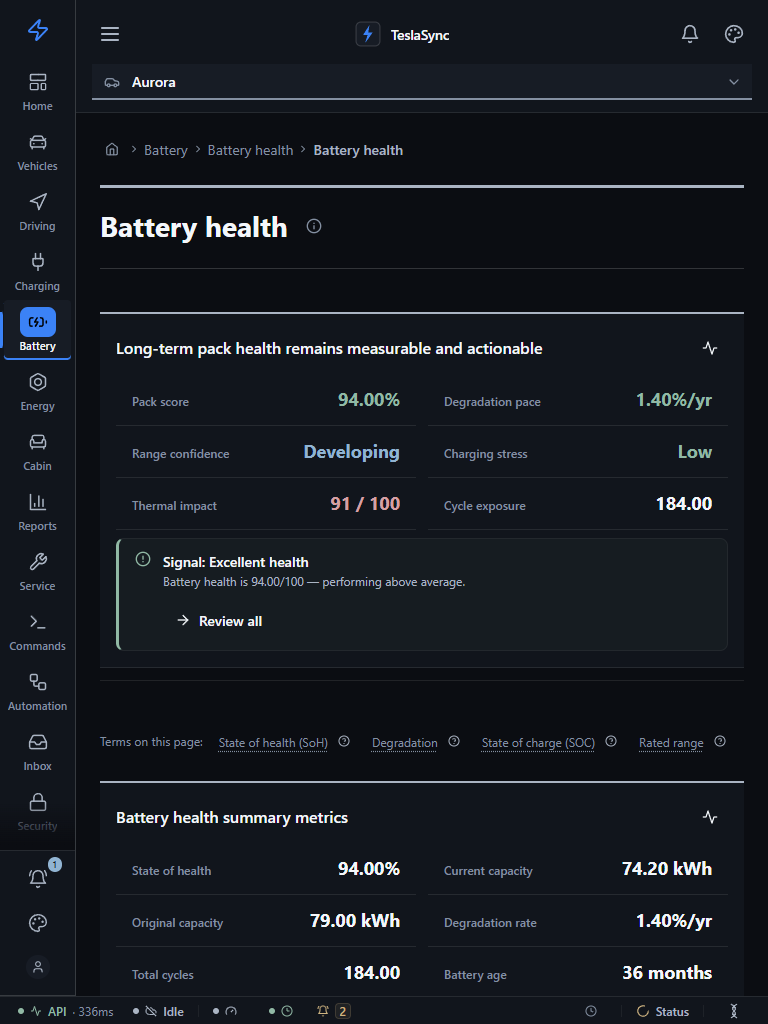 TeslaSync
Aurora
Home
Vehicles
Driving
Charging
Battery
Energy
Cabin
Reports
Service
Commands
Automation
Inbox
Security
1
Battery Battery health Battery health
Battery health
Long-term pack health remains measurable and actionable
Pack score 94.00% Degradation pace 1.40%/yr
Range confidence Developing Charging stress Low
Thermal impact 91 / 100 Cycle exposure 184.00
Signal: Excellent health
Battery health is 94.00/100 — performing above average.
Review all
Terms on this page: State of health (SoH) Degradation State of charge (SOC) Rated range
Battery health summary metrics
State of health 94.00% Current capacity 74.20 kWh
Original capacity 79.00 kWh Degradation rate 1.40%/yr
Total cycles 184.00 Battery age 36 months
API · 336ms Idle 2 Status